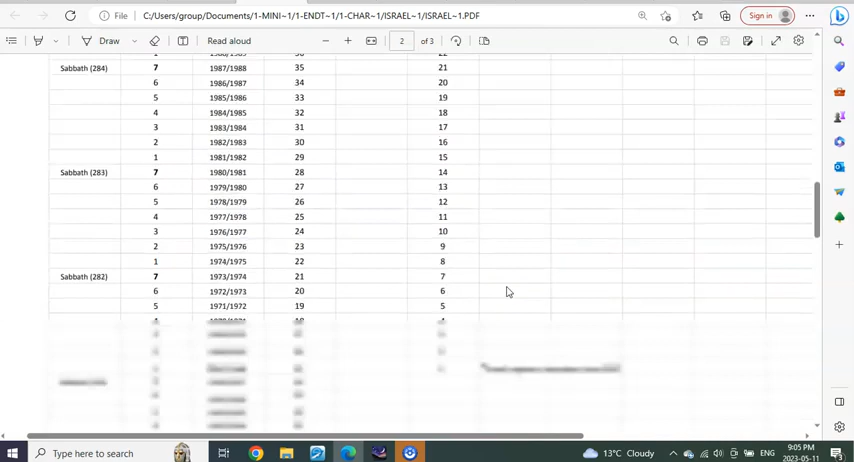 File C:/Users/group/Documents/1-MINI~1/1-ENDT~1/1-CHAR~1/ISRAEL~1/ISRAEL~1.PDF Sign in
Draw Read aloud 2 of 3
Sabbath (284) 7 1987/1988 35 21
6 1986/1987 34 20
5 1985/1986 33 19
4 1984/1985 32 18
3 1983/1984 31 17
2 1982/1983 30 16
1 1981/1982 29 15
Sabbath (283) 7 1980/1981 28 14
6 1979/1980 27 13
5 1978/1979 26 12
4 1977/1978 25 11
3 1976/1977 24 10
2 1975/1976 23 9
1 1974/1975 22 8
Sabbath (282) 7 1973/1974 21 7
6 1972/1973 20 6
5 1971/1972 19 5
Type here to search 13°C Cloudy ENG 9:05 PM
2023-05-11